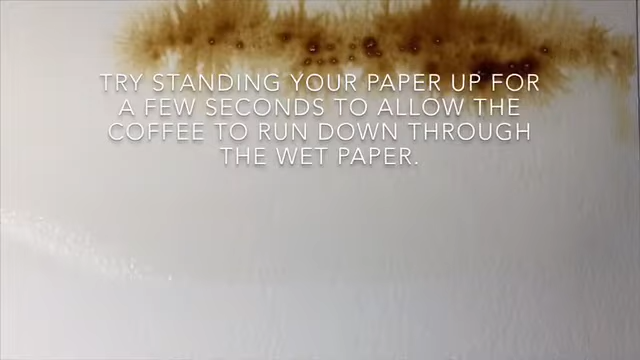 TRY STANDING YOUR PAPER UP FOR
A FEW SECONDS TO ALLOW THE
COFFEE TO RUN DOWN THROUGH
THE WET PAPER.